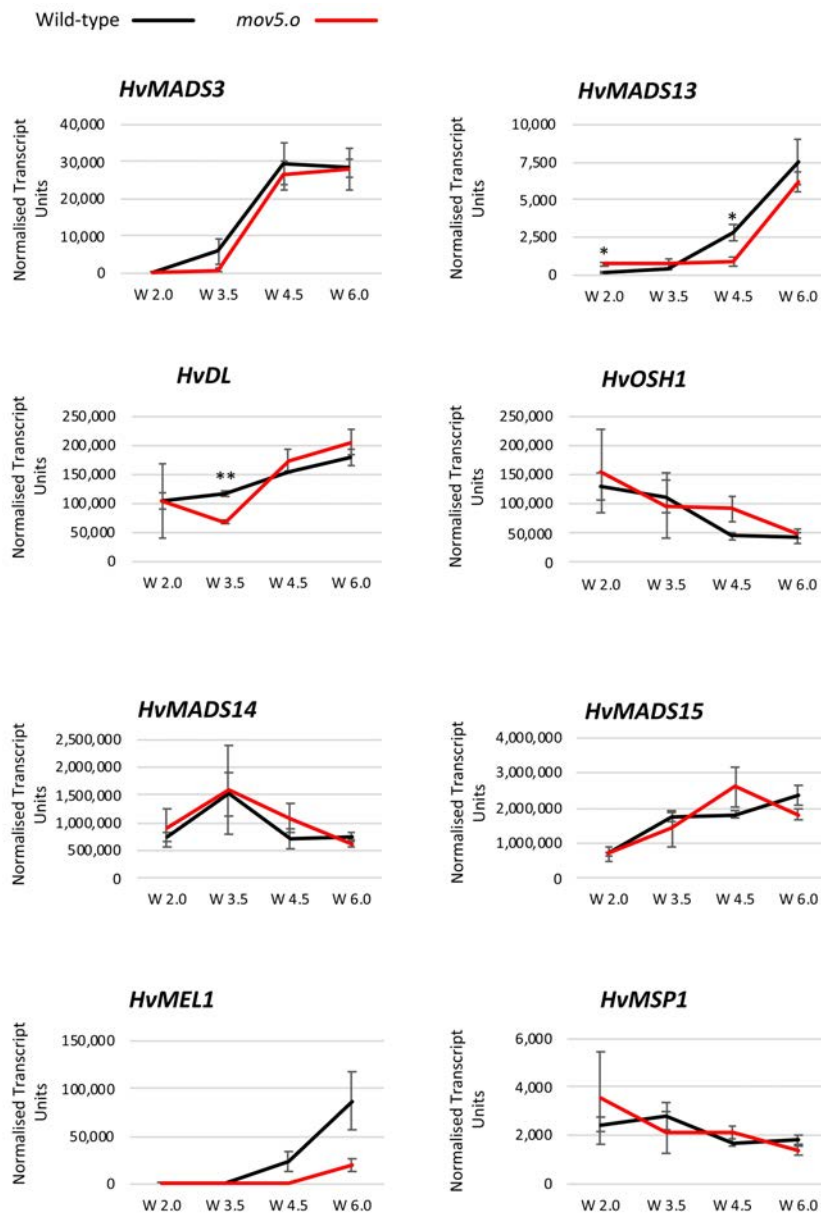 Wild-type mov5.o
HvMADS3
Normalised Transcript
Units
40,000
30,000
20,000
10,000
0
W 2.0 W 3.5 W 4.5 W 6.0
HvMADS13
Normalised Transcript
Units
10,000
7,500
5,000
2,500
0
*
*
W 2.0 W 3.5 W 4.5 W 6.0
HvDL
Normalised Transcript
Units
250,000
200,000
150,000
100,000
50,000
0
**
W 2.0 W 3.5 W 4.5 W 6.0
HvOSH1
Normalised Transcript
Units
250,000
200,000
150,000
100,000
50,000
0
W 2.0 W 3.5 W 4.5 W 6.0
HvMADS14
Normalised Transcript
Units
2,500,000
2,000,000
1,500,000
1,000,000
500,000
0
W 2.0 W 3.5 W 4.5 W 6.0
HvMADS15
Normalised Transcript
Units
4,000,000
3,000,000
2,000,000
1,000,000
0
W 2.0 W 3.5 W 4.5 W 6.0
HvMEL1
Normalised Transcript
Units
150,000
100,000
50,000
0
W 2.0 W 3.5 W 4.5 W 6.0
HvMSP1
Normalised Transcript
Units
6,000
4,000
2,000
0
W 2.0 W 3.5 W 4.5 W 6.0